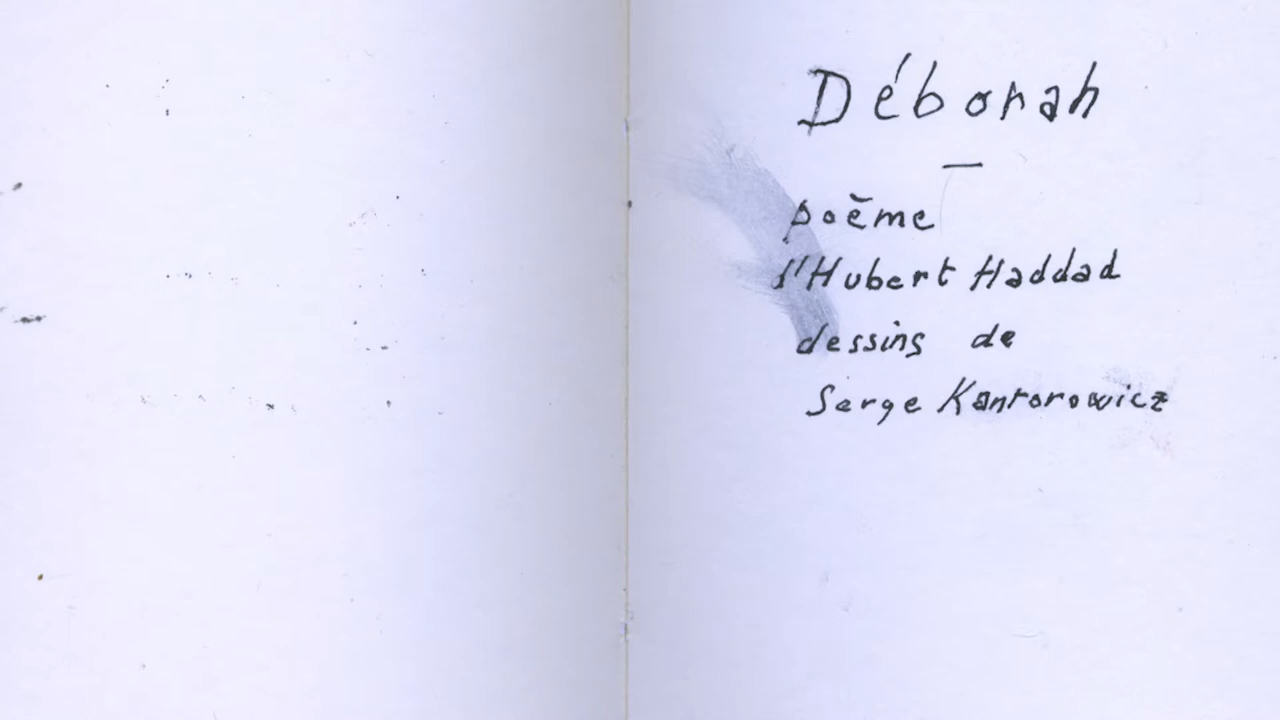 Déborah
poème
d'Hubert Haddad
dessins de
Serge Kantorowicz